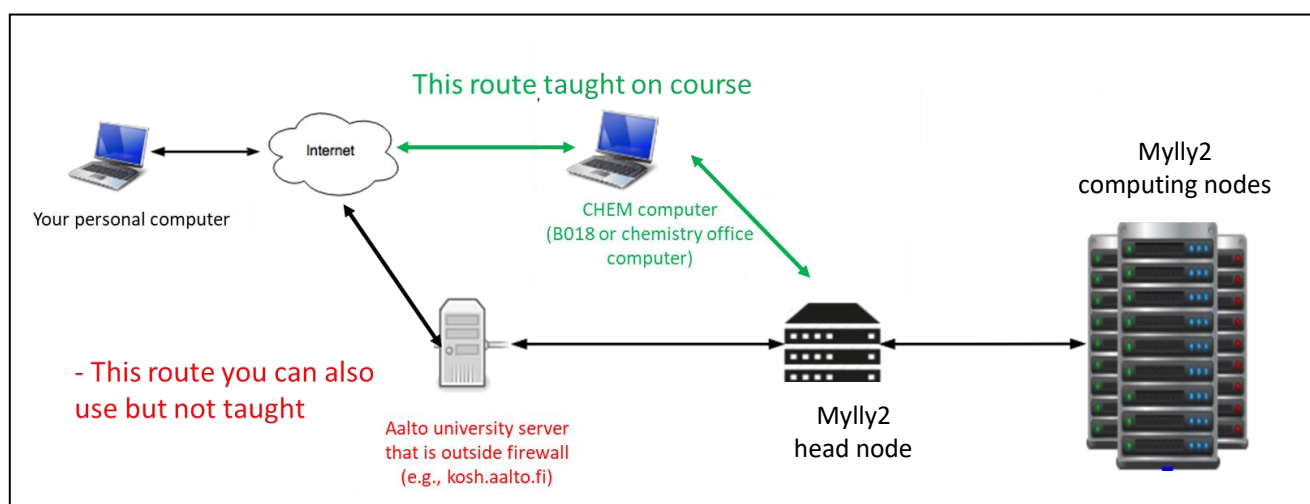 This route taught on course
Internet
Your personal computer
CHEM computer
(B018 or chemistry office
computer)
Mylly2
computing nodes
- This route you can also
use but not taught
Aalto university server
that is outside firewall
(e.g., kosh.aalto.fi)
Mylly2
head node